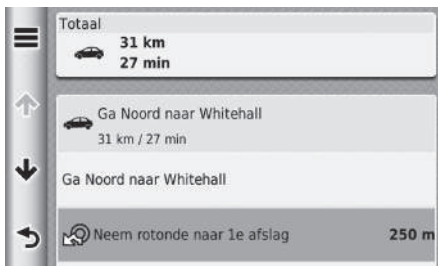 Totaal
31 km
27 min
Ga Noord naar Whitehall
31 km / 27 min
Ga Noord naar Whitehall
Neem rotonde naar 1e afslag 250 m